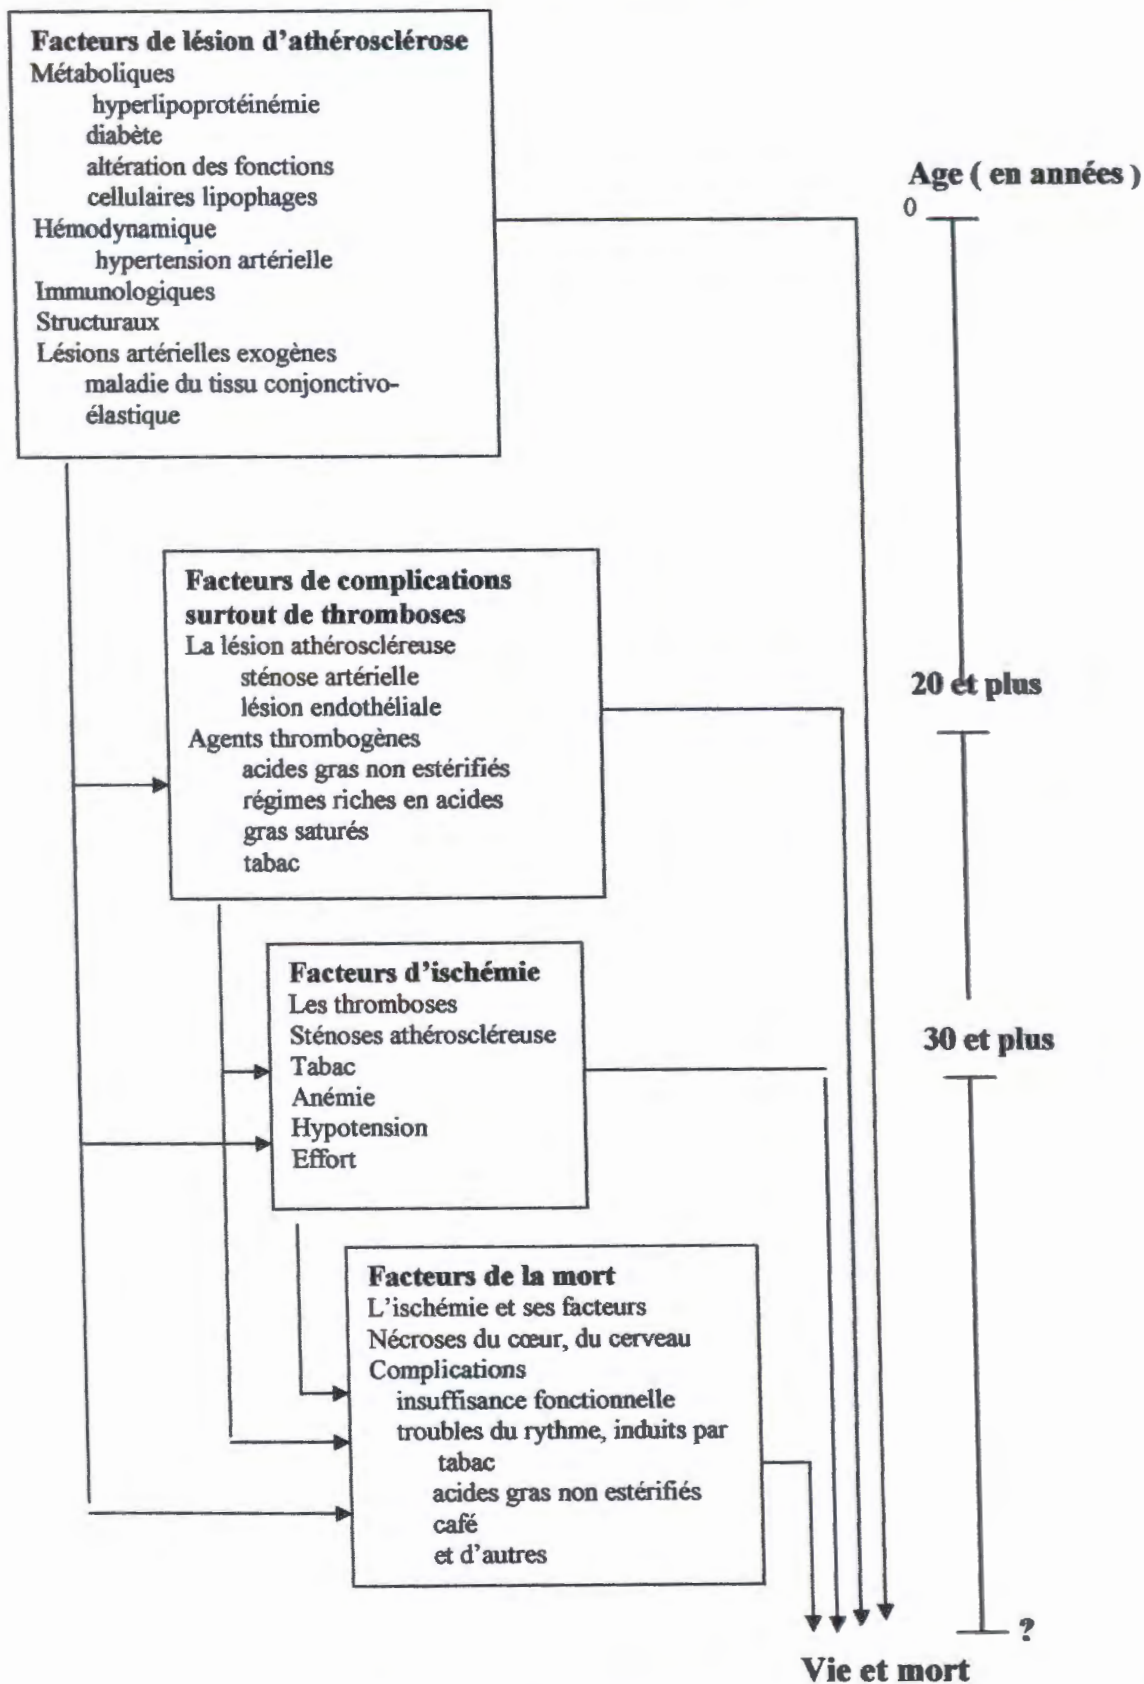 Facteurs de lésion d'athérosclérose
Métaboliques
hyperlipoprotéinémie
diabète
altération des fonctions
cellulaires lipophages
Hémodynamique
hypertension artérielle
Immunologiques
Structuraux
Lésions artérielles exogènes
maladie du tissu conjonctivo-
élastique
Age ( en années )
0
Facteurs de complications
surtout de thromboses
La lésion athéroscléreuse
sténose artérielle
lésion endothéliale
Agents thrombogènes
acides gras non estérifiés
régimes riches en acides
gras saturés
tabac
20 et plus
Facteurs d'ischémie
Les thromboses
Sténoses athéroscléreuse
Tabac
Anémie
Hypotension
Effort
30 et plus
Facteurs de la mort
L'ischémie et ses facteurs
Nécroses du cœur, du cerveau
Complications
insuffisance fonctionnelle
troubles du rythme, induits par
tabac
acides gras non estérifiés
café
et d'autres
?
Vie et mort